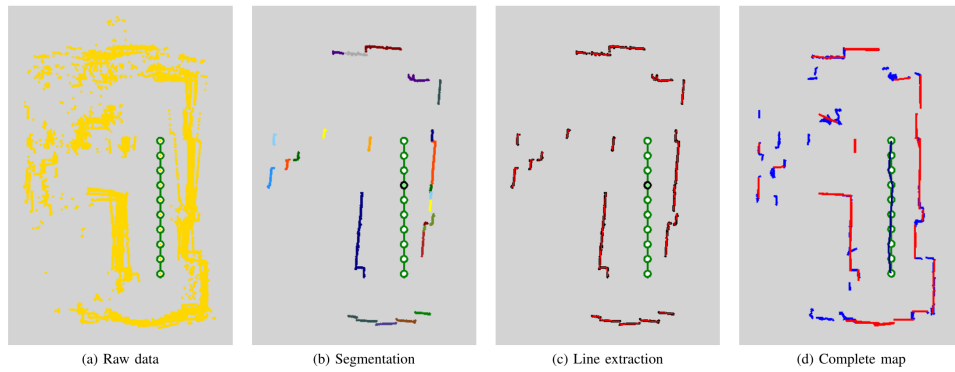 (a) Raw data
(b) Segmentation
(c) Line extraction
(d) Complete map